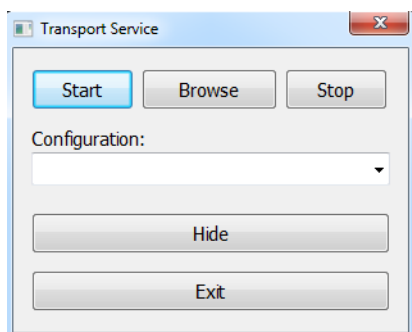 Transport Service
Start Browse Stop
Configuration:
Hide
Exit